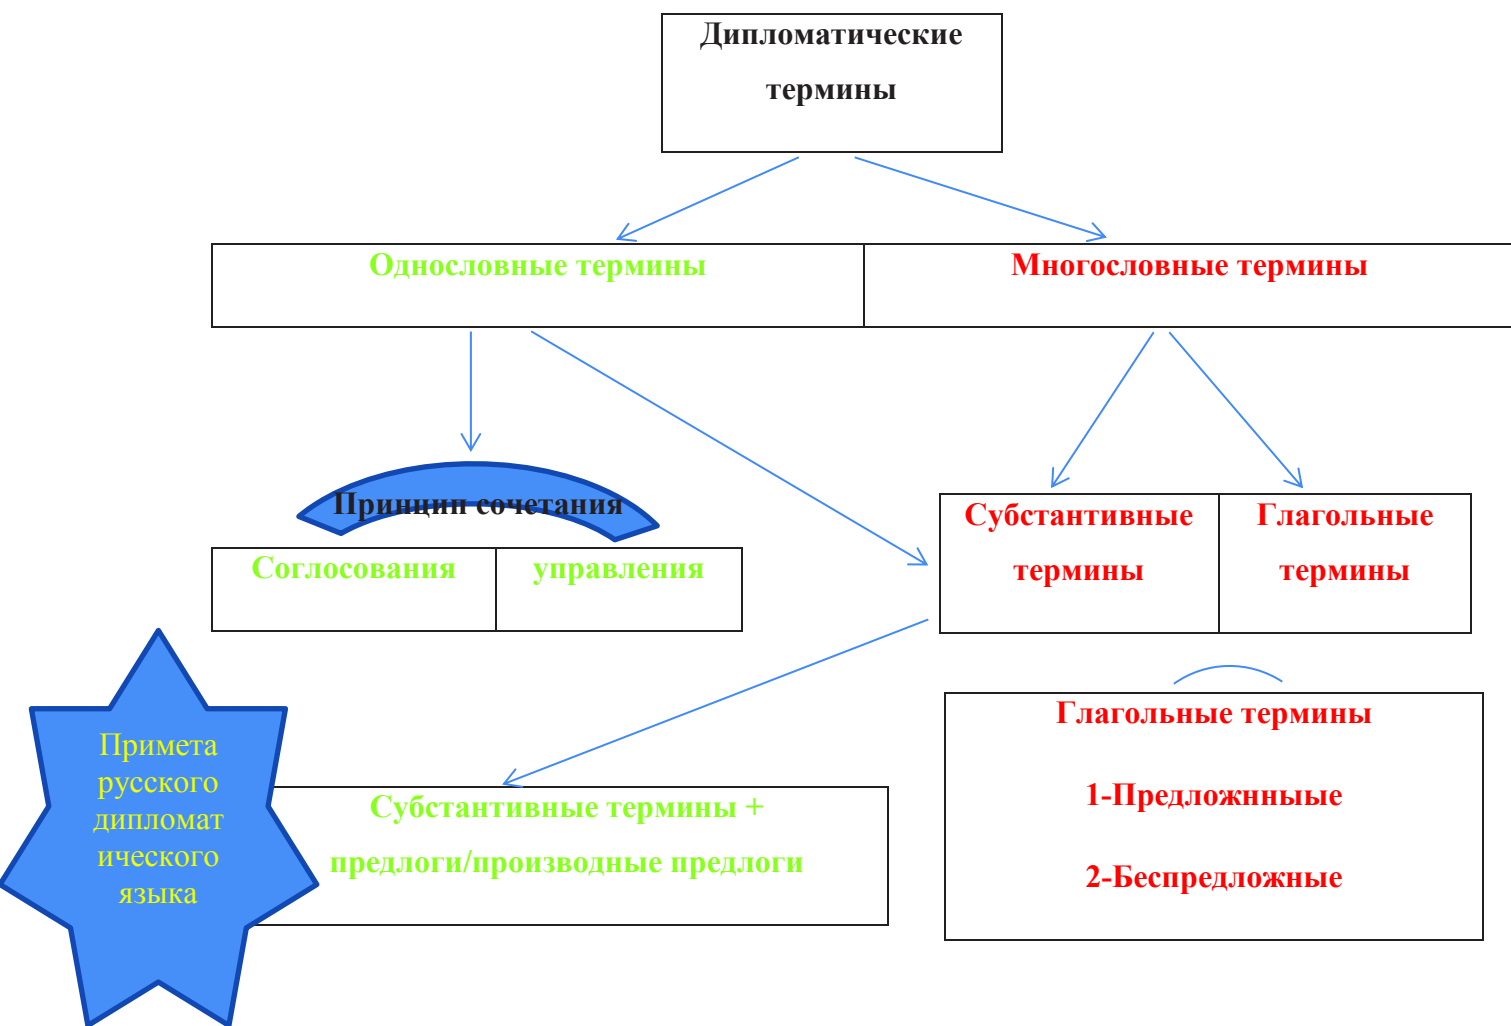 Дипломатические
термины
Однословные термины
Многословные термины
Принцип сочетания
Соглосования
управления
Субстантивные
термины
Глагольные
термины
Примета
русского
дипломат
ического
языка
Субстантивные термины +
предлоги/производные предлоги
Глагольные термины
1-Предложнныые
2-Беспредложные